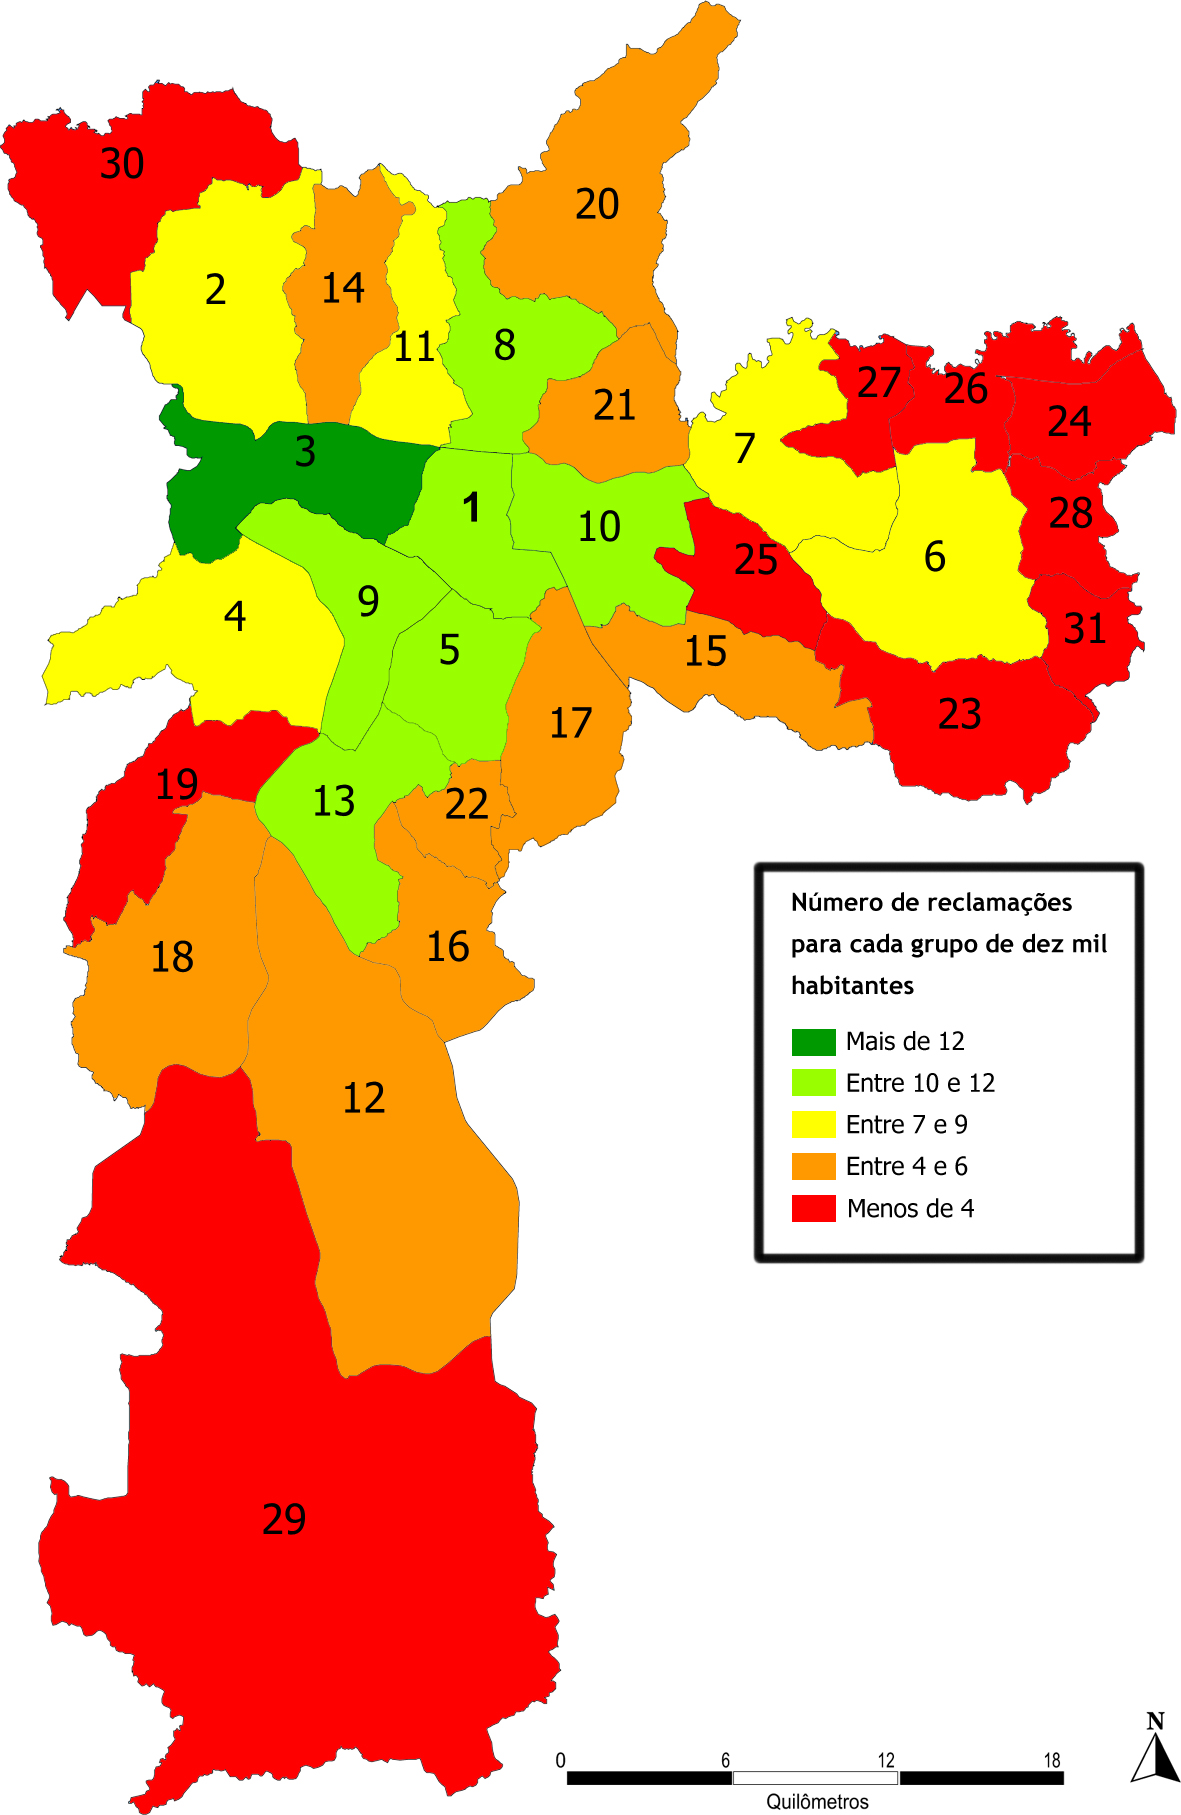 30
20
2
14
11
8
27
26
21
24
7
3
1
10
28
6
25
9
4
31
5
15
23
17
19
13
22
16
18
12
29
Número de reclamações
para cada grupo de dez mil
habitantes
Mais de 12
Entre 10 e 12
Entre 7 e 9
Entre 4 e 6
Menos de 4
N
0 6 12 18
Quilômetros